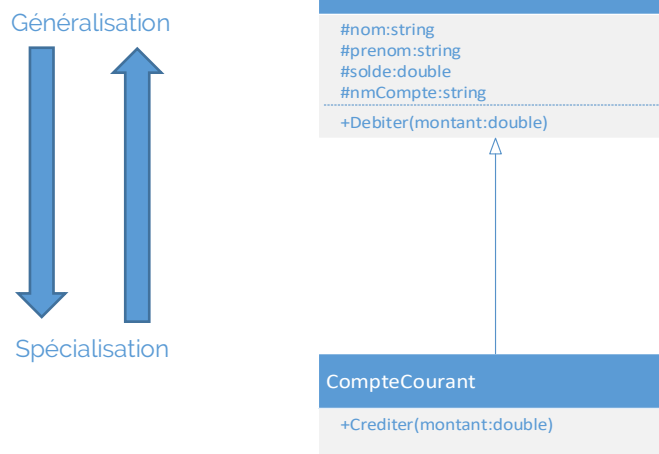 Généralisation
Spécialisation
#nom:string
#prenom:string
#solde:double
#nmCompte:string
+Debiter(montant:double)
CompteCourant
+Crediter(montant:double)